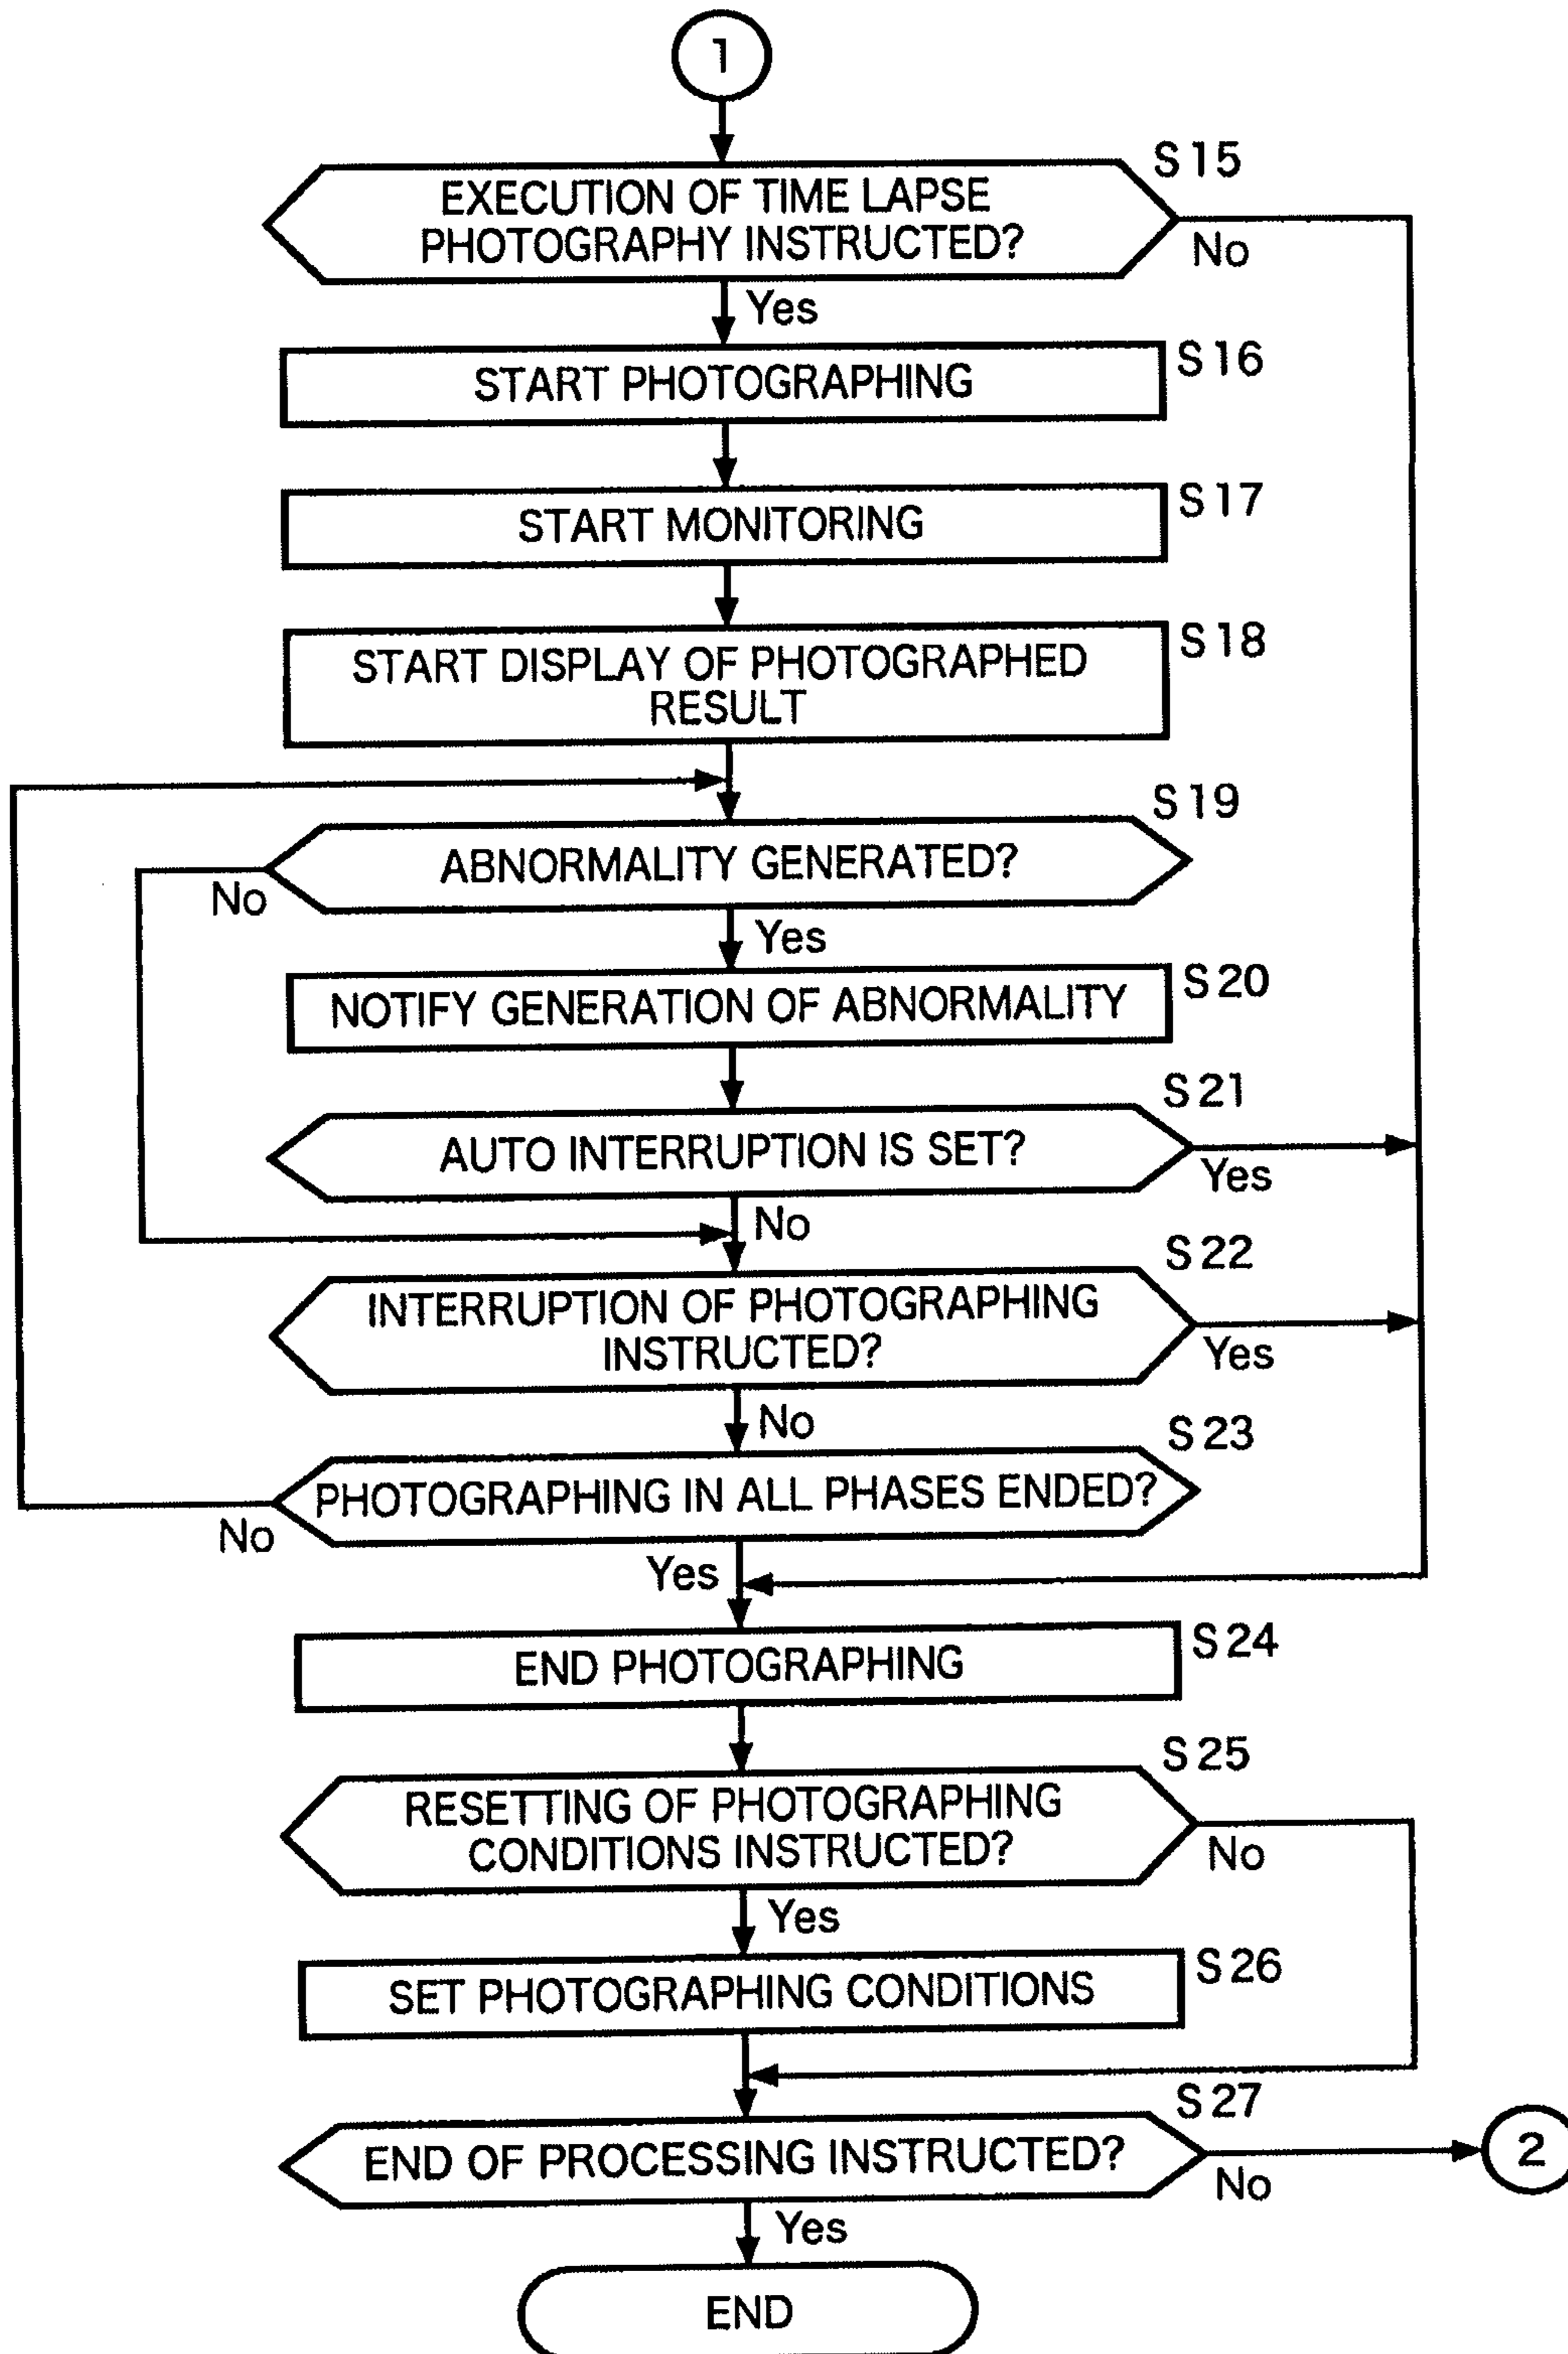 1
S15
EXECUTION OF TIME LAPSE
PHOTOGRAPHY INSTRUCTED?
No
Yes
S16
START PHOTOGRAPHING
S17
START MONITORING
S18
START DISPLAY OF PHOTOGRAPHED
RESULT
S19
ABNORMALITY GENERATED?
No
Yes
S20
NOTIFY GENERATION OF ABNORMALITY
S21
AUTO INTERRUPTION IS SET?
Yes
No
S22
INTERRUPTION OF PHOTOGRAPHING
INSTRUCTED?
Yes
No
S23
PHOTOGRAPHING IN ALL PHASES ENDED?
No
Yes
S24
END PHOTOGRAPHING
S25
RESETTING OF PHOTOGRAPHING
CONDITIONS INSTRUCTED?
No
Yes
S26
SET PHOTOGRAPHING CONDITIONS
S27
END OF PROCESSING INSTRUCTED?
2
No
Yes
END